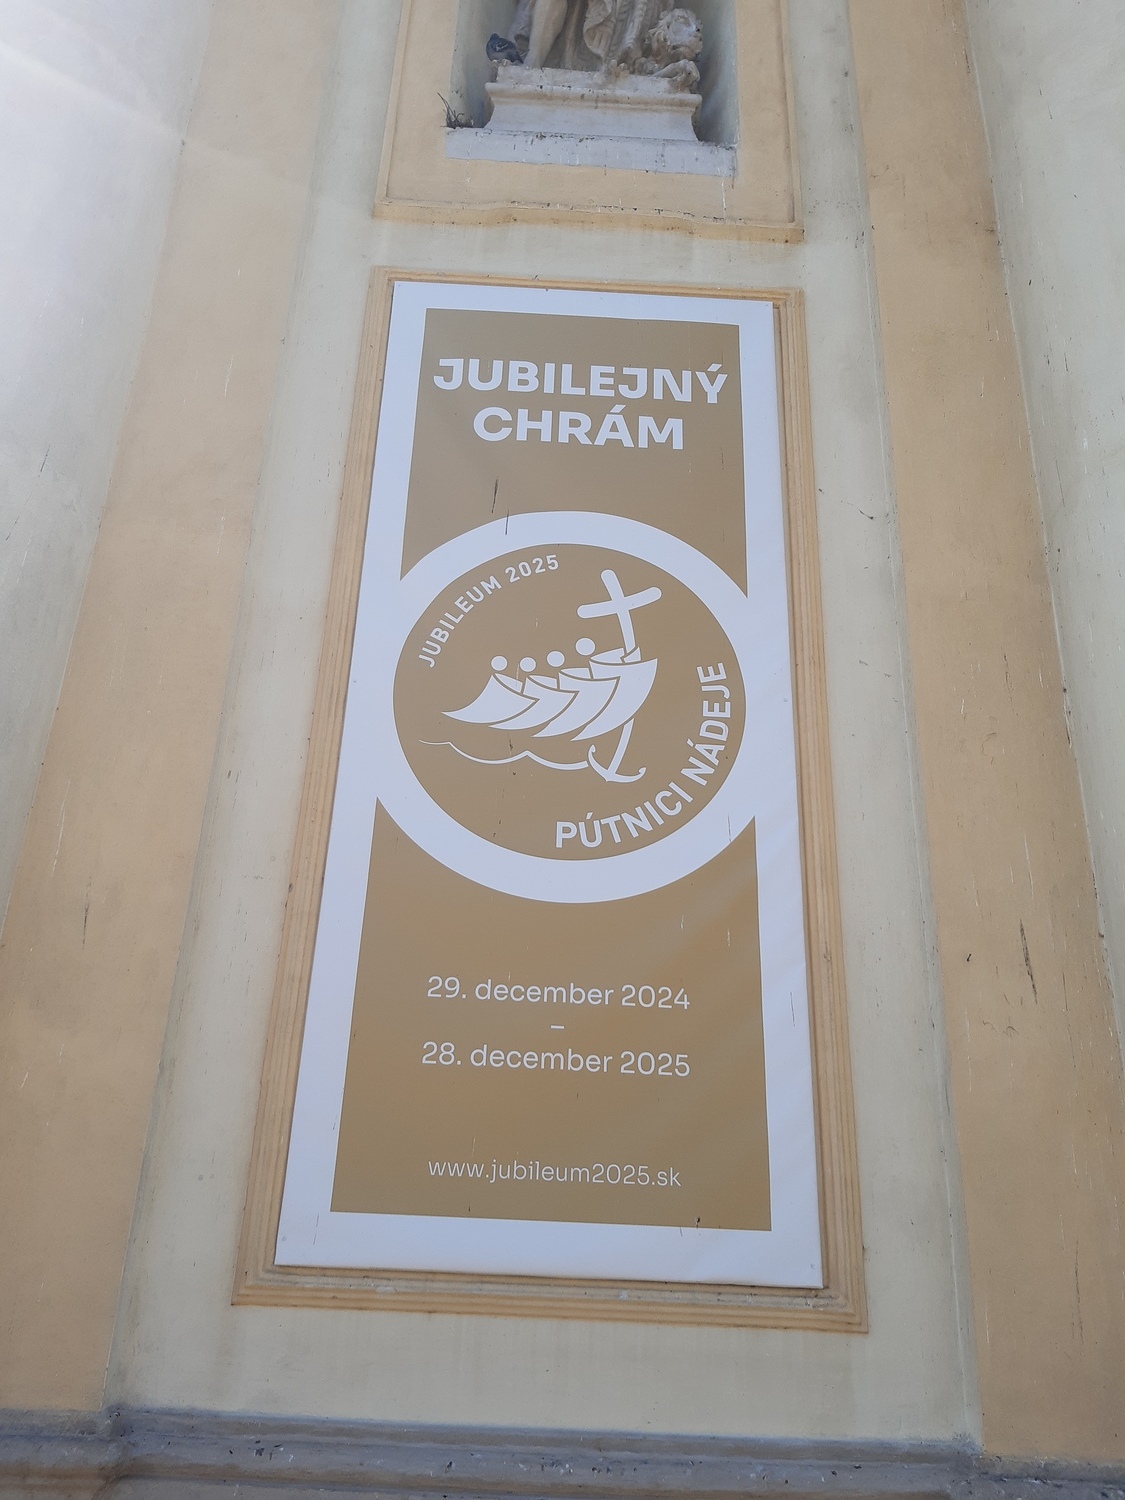 JUBILEJNÝ
CHRÁM
JUBILEUM 2025
PÚTNICI NÁDEJE
29. december 2024
–
28. december 2025
www.jubileum2025.sk